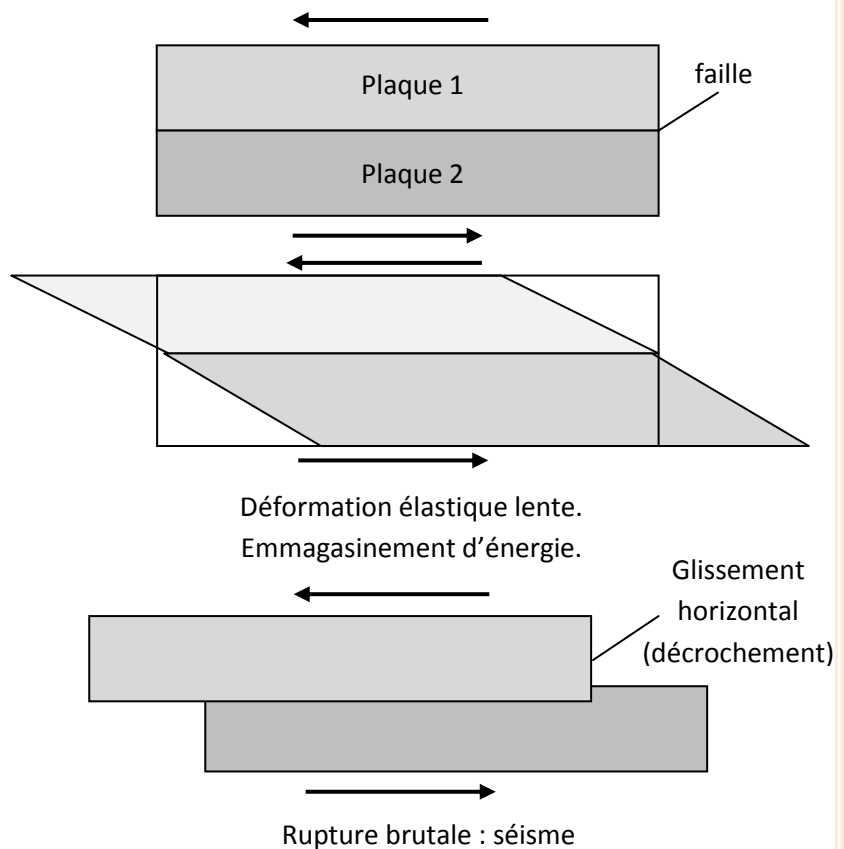 Plaque 1
faille
Plaque 2
Déformation élastique lente.
Emmagasinement d’énergie.
Glissement
horizontal
(décrochement)
Rupture brutale : séisme